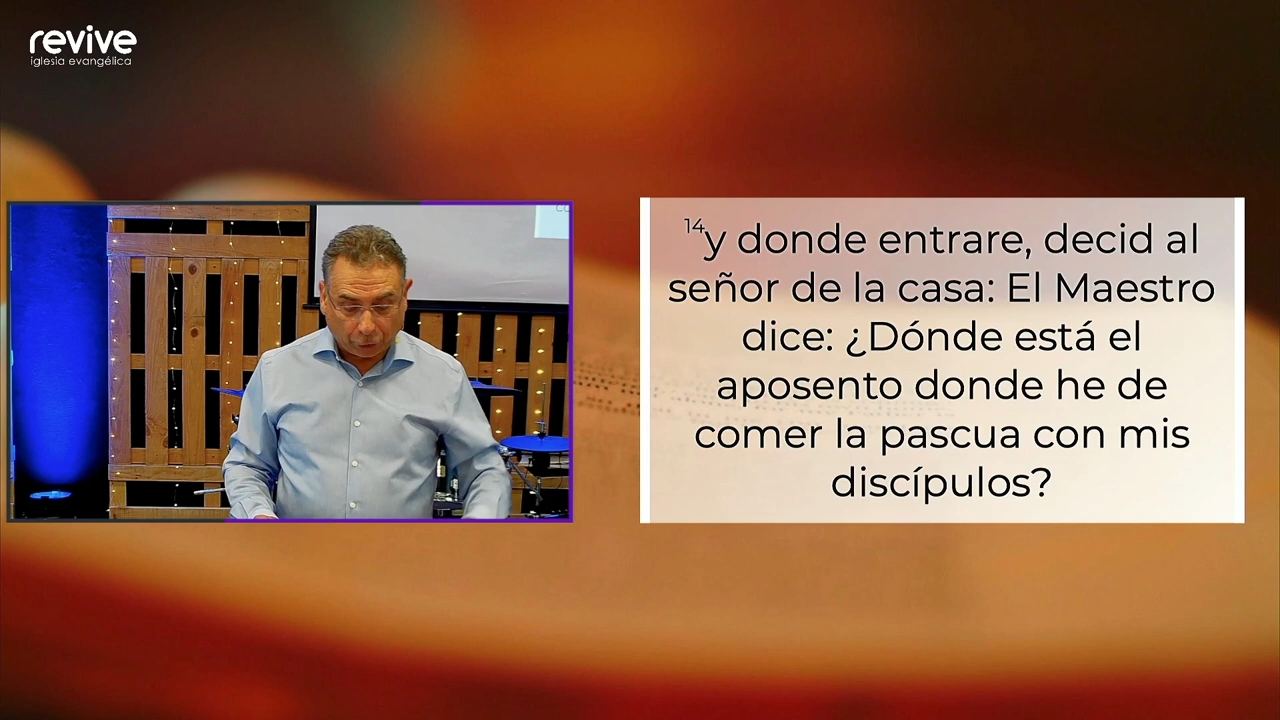 revive
iglesia evangélica
14y donde entrare, decid al
señor de la casa: El Maestro
dice: ¿Dónde está el
aposento donde he de
comer la pascua con mis
discípulos?